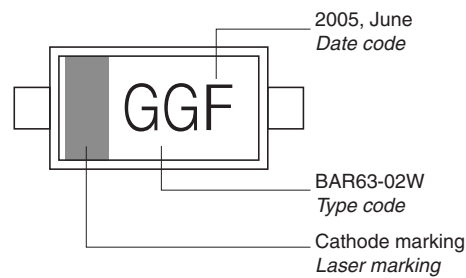 2005, June
Date code
GGF
BAR63-02W
Type code
Cathode marking
Laser marking